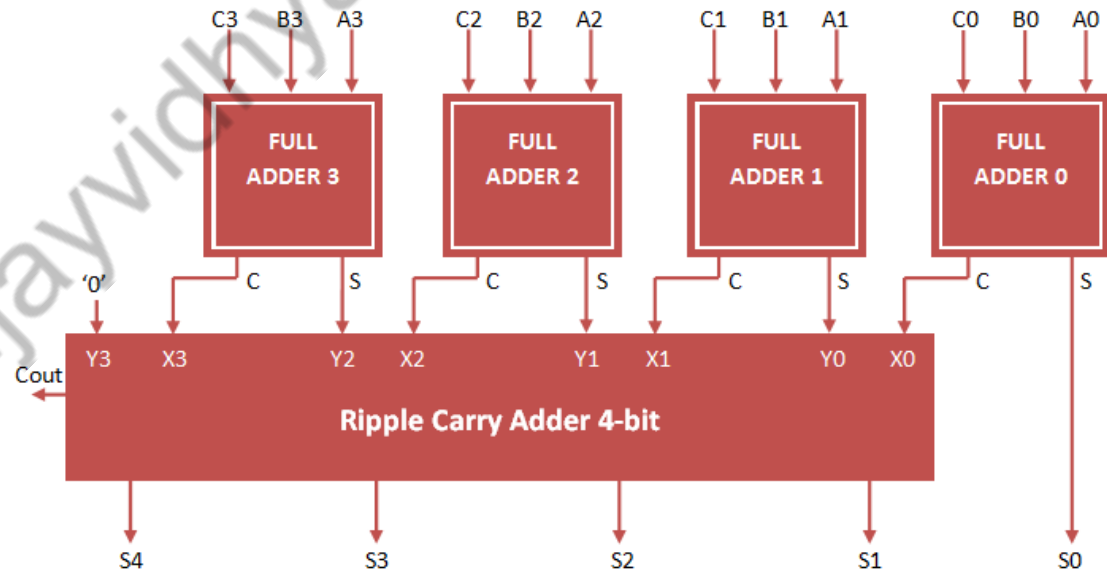 C3 B3 A3 C2 B2 A2 C1 B1 A1 C0 B0 A0
FULL
ADDER 3
FULL
ADDER 2
FULL
ADDER 1
FULL
ADDER 0
'0' C S C S C S C S
Y3 X3 Y2 X2 Y1 X1 Y0 X0
Cout
Ripple Carry Adder 4-bit
S4 S3 S2 S1 S0
jayvidhya